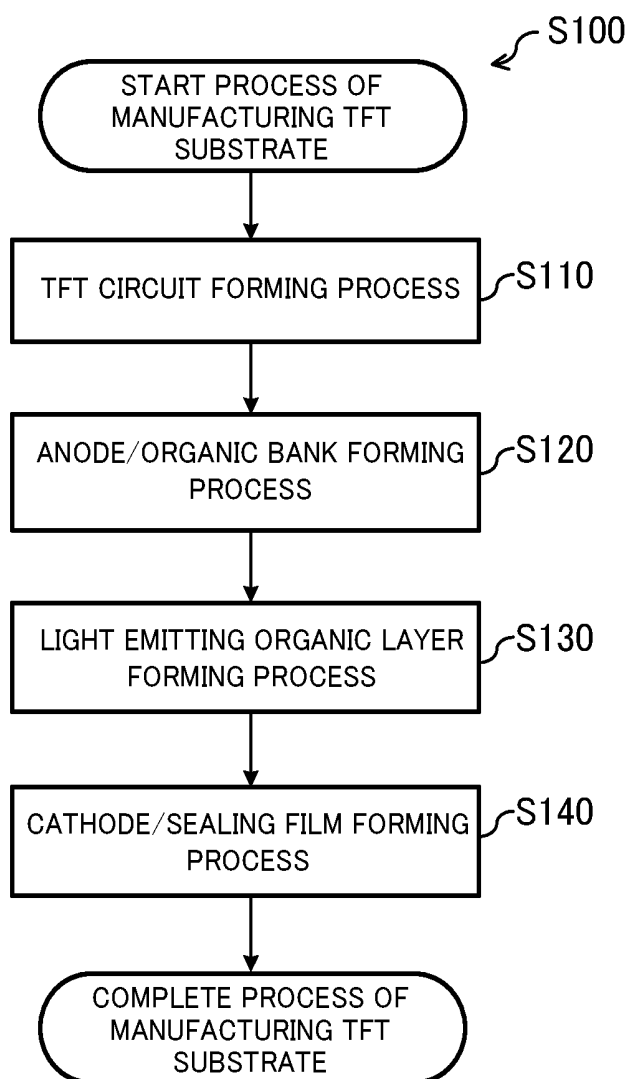 S100
START PROCESS OF
MANUFACTURING TFT
SUBSTRATE
TFT CIRCUIT FORMING PROCESS
S110
ANODE/ORGANIC BANK FORMING
PROCESS
S120
LIGHT EMITTING ORGANIC LAYER
FORMING PROCESS
S130
CATHODE/SEALING FILM FORMING
PROCESS
S140
COMPLETE PROCESS OF
MANUFACTURING TFT
SUBSTRATE